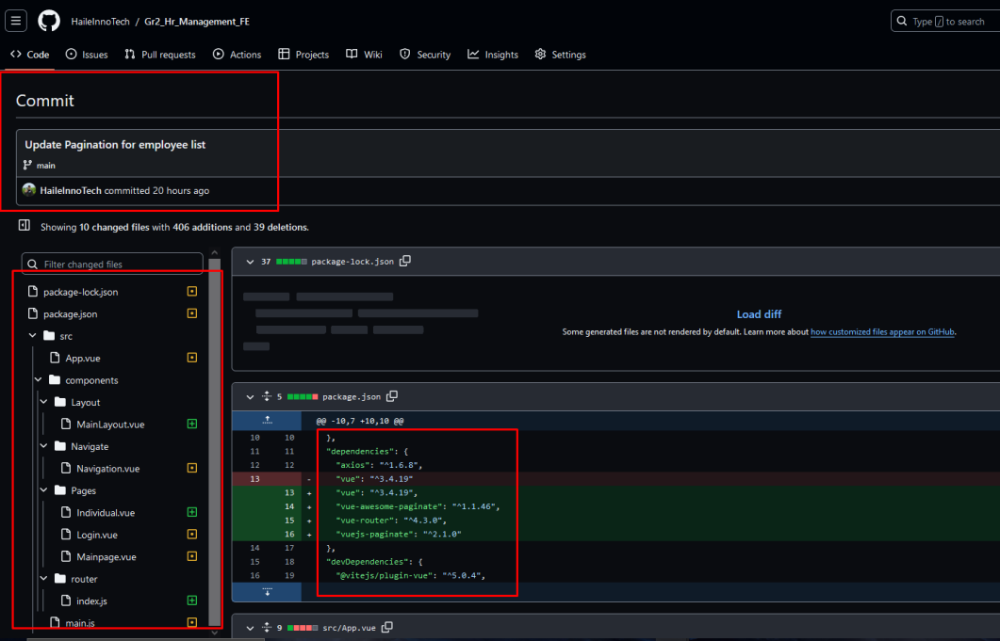 HaileInnoTech / Gr2_Hr_Management_FE
Type / to search
Code Issues Pull requests Actions Projects Wiki Security Insights Settings
Commit
Update Pagination for employee list
main
HaileInnoTech committed 20 hours ago
Showing 10 changed files with 406 additions and 39 deletions.
Filter changed files
package-lock.json
package.json
src
App.vue
components
Layout
MainLayout.vue
Navigate
Navigation.vue
Pages
Individual.vue
Login.vue
Mainpage.vue
router
index.js
main.js
37 package-lock.json
Load diff
Some generated files are not rendered by default. Learn more about how customized files appear on GitHub.
5 package.json
@@ -10,7 +10,10 @@
10 10 },
11 11 "dependencies": {
12 12 "axios": "^1.6.8",
13 - "vue": "^3.4.19"
13 + "vue": "^3.4.19",
14 + "vue-awesome-paginate": "^1.1.46",
15 + "vue-router": "^4.3.0",
16 + "vuejs-paginate": "^2.1.0"
14 17 },
15 18 "devDependencies": {
16 19 "@vitejs/plugin-vue": "^5.0.4",
9 src/App.vue